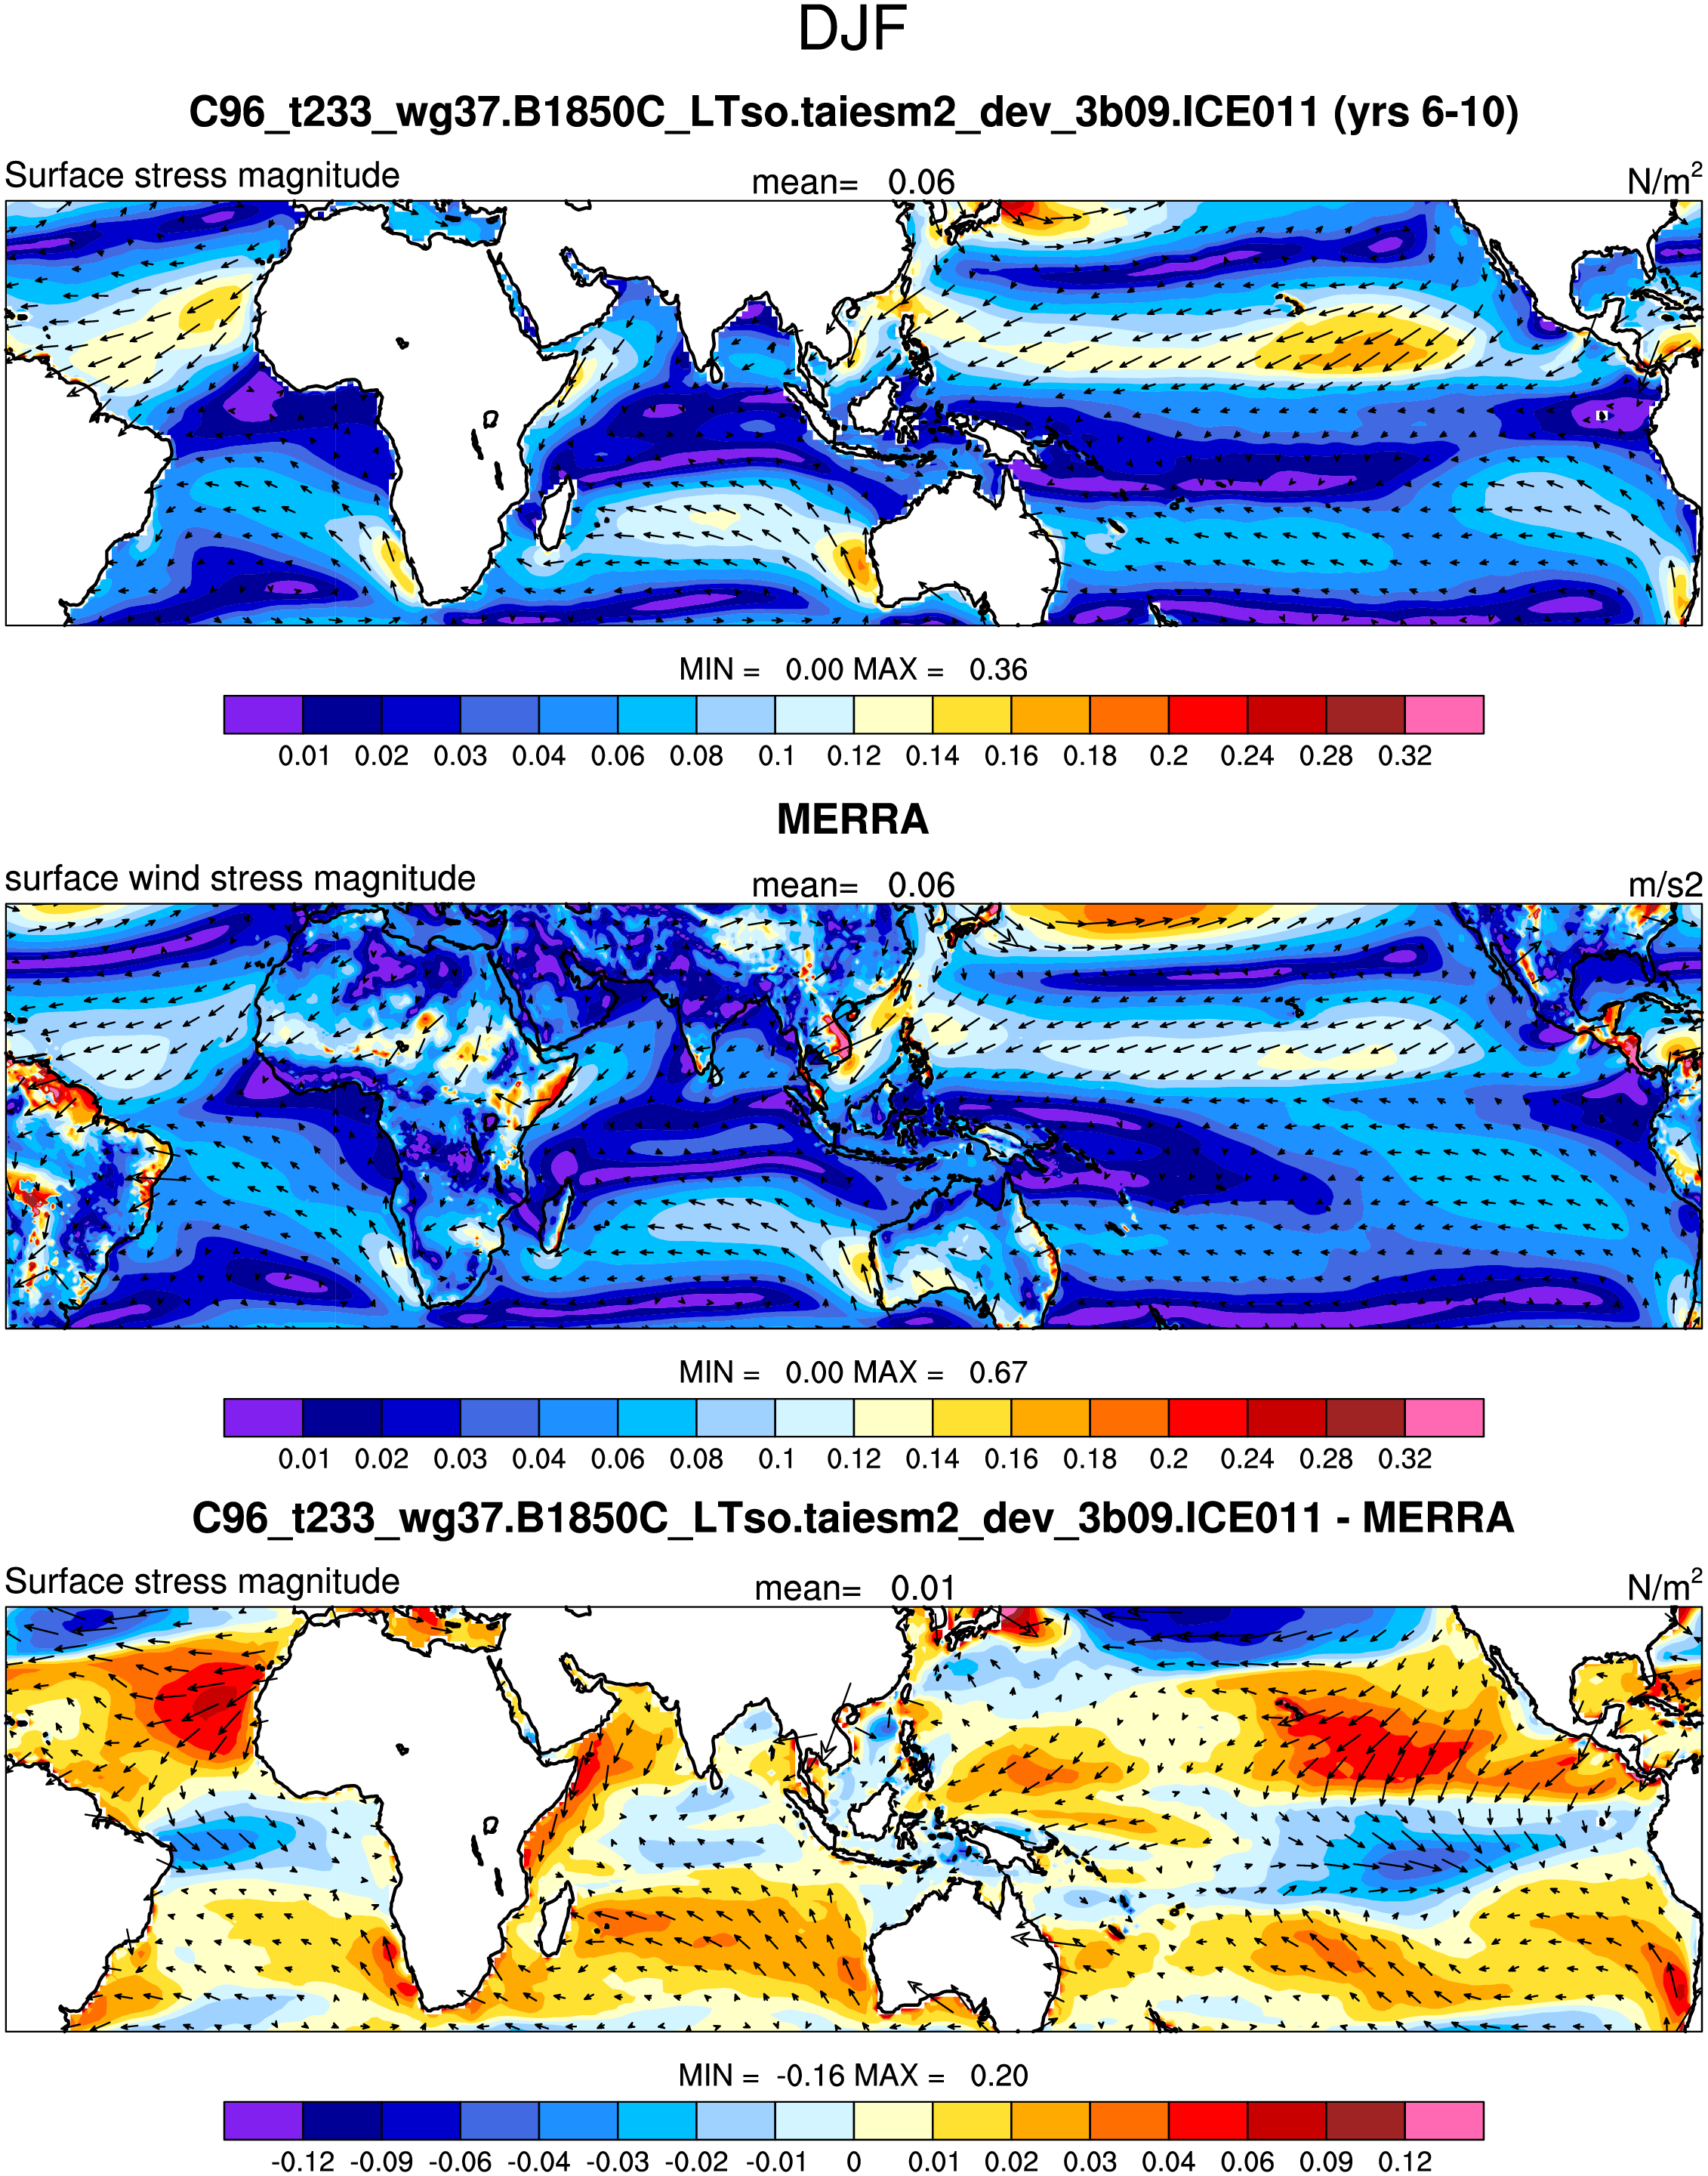 DJF
C96_t233_wg37.B1850C_LTso.taiesm2_dev_3b09.ICE011 (yrs 6-10)
Surface stress magnitude mean= 0.06 N/m²
MIN = 0.00 MAX = 0.36
0.01 0.02 0.03 0.04 0.06 0.08 0.1 0.12 0.14 0.16 0.18 0.2 0.24 0.28 0.32
MERRA
surface wind stress magnitude mean= 0.06 m/s2
MIN = 0.00 MAX = 0.67
0.01 0.02 0.03 0.04 0.06 0.08 0.1 0.12 0.14 0.16 0.18 0.2 0.24 0.28 0.32
C96_t233_wg37.B1850C_LTso.taiesm2_dev_3b09.ICE011 - MERRA
Surface stress magnitude mean= 0.01 N/m²
MIN = -0.16 MAX = 0.20
-0.12 -0.09 -0.06 -0.04 -0.03 -0.02 -0.01 0 0.01 0.02 0.03 0.04 0.06 0.09 0.12